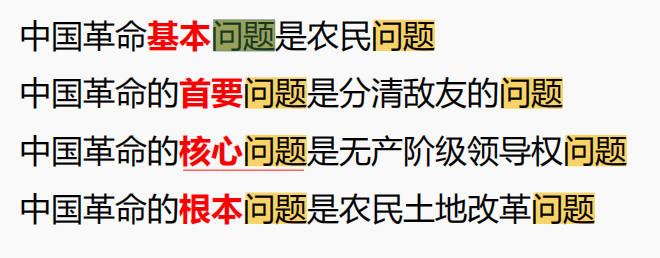 中国革命基本问题是农民问题
中国革命的首要问题是分清敌友的问题
中国革命的核心问题是无产阶级领导权问题
中国革命的根本问题是农民土地改革问题